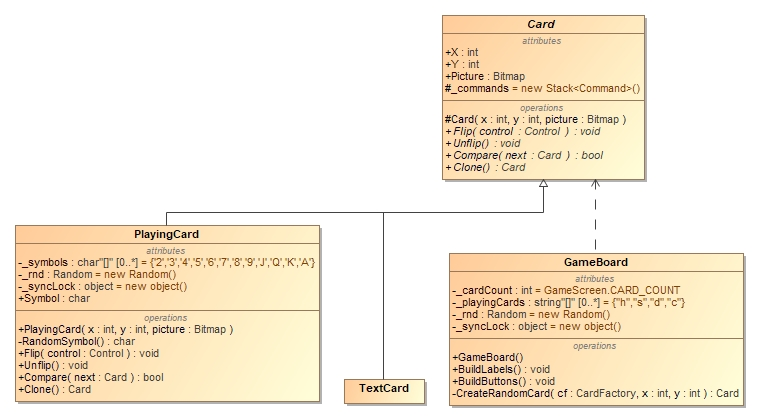 Card
attributes
+X : int
+Y : int
+Picture : Bitmap
#_commands = new Stack<Command>()
operations
#Card( x : int, y : int, picture : Bitmap )
+Flip( control : Control ) : void
+Unflip() : void
+Compare( next : Card ) : bool
+Clone() : Card
PlayingCard
attributes
-_symbols : char"[]" [0..*] = {'2','3','4','5','6','7','8','9','J','Q','K','A'}
-_rnd : Random = new Random()
-_syncLock : object = new object()
+Symbol : char
operations
+PlayingCard( x : int, y : int, picture : Bitmap )
-RandomSymbol() : char
+Flip( control : Control ) : void
+Unflip() : void
+Compare( next : Card ) : bool
+Clone() : Card
TextCard
GameBoard
attributes
-_cardCount : int = GameScreen.CARD_COUNT
-_playingCards : string"[]" [0..*] = {"h","s","d","c"}
-_rnd : Random = new Random()
-_syncLock : object = new object()
operations
+GameBoard()
+BuildLabels() : void
+BuildButtons() : void
-CreateRandomCard( cf : CardFactory, x : int, y : int ) : Card